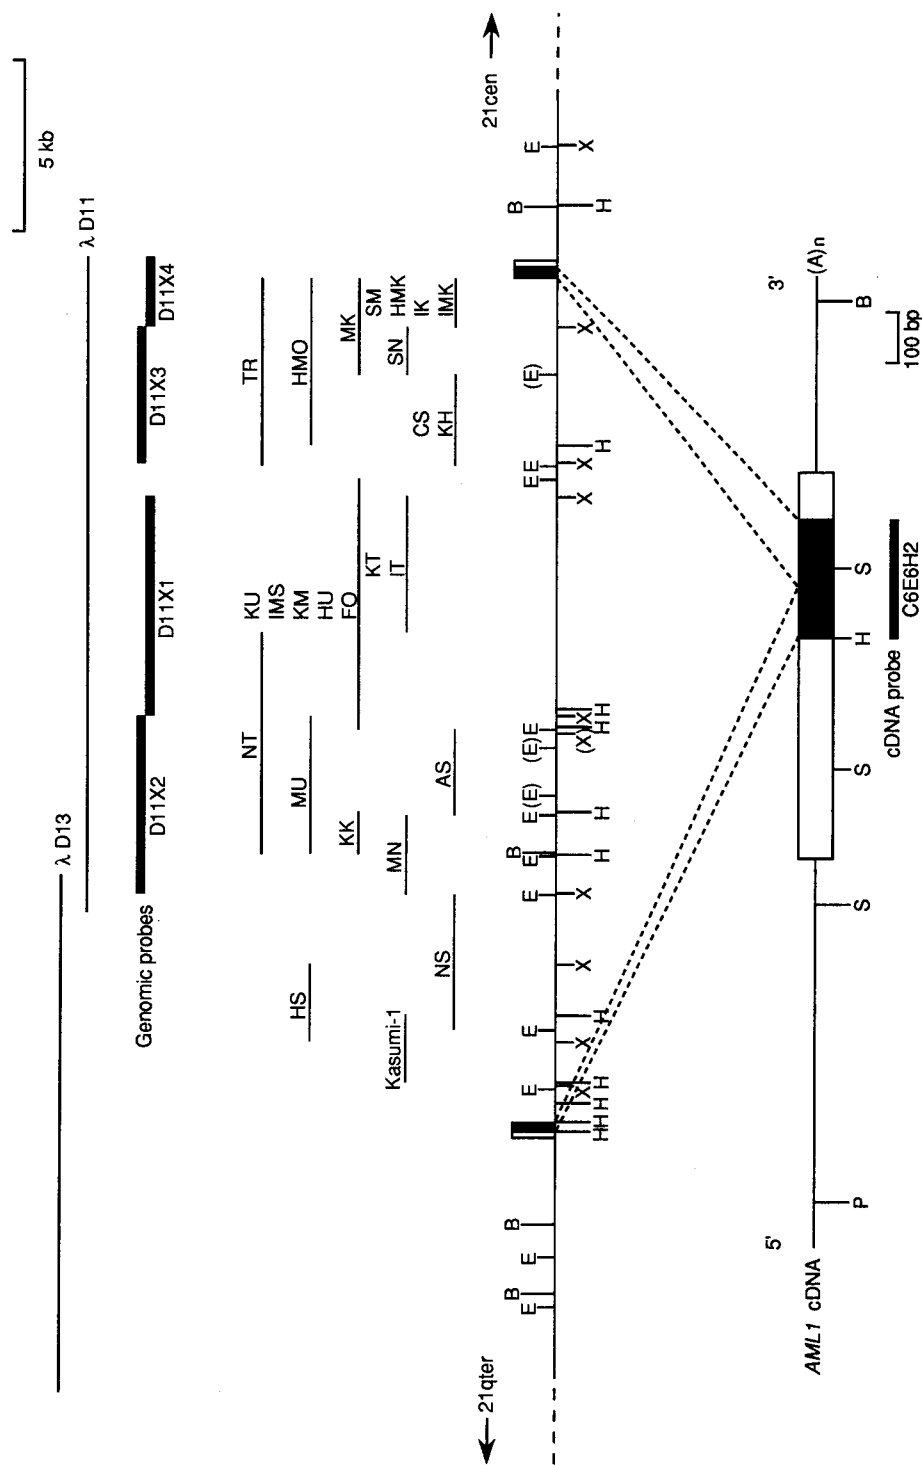 5 kb
λ D13
λ D11
Genomic probes
D11X2
D11X1
D11X3
D11X4
NT
KU
TR
IMS
HS
MU
KM
HMO
HU
KK
FO
MK
KT
SM
Kasumi-1
MN
IT
SN
HMK
CS
IK
NS
AS
KH
IMK
21qter
21cen
E B E B E E E E B E (E) (E) E E E (E) B E
H H H X H X H X X H H (X) H X H X X H X H X
AML1 cDNA
5'
3'
(A)n
P S S H S B
cDNA probe
C6E6H2
100 bp